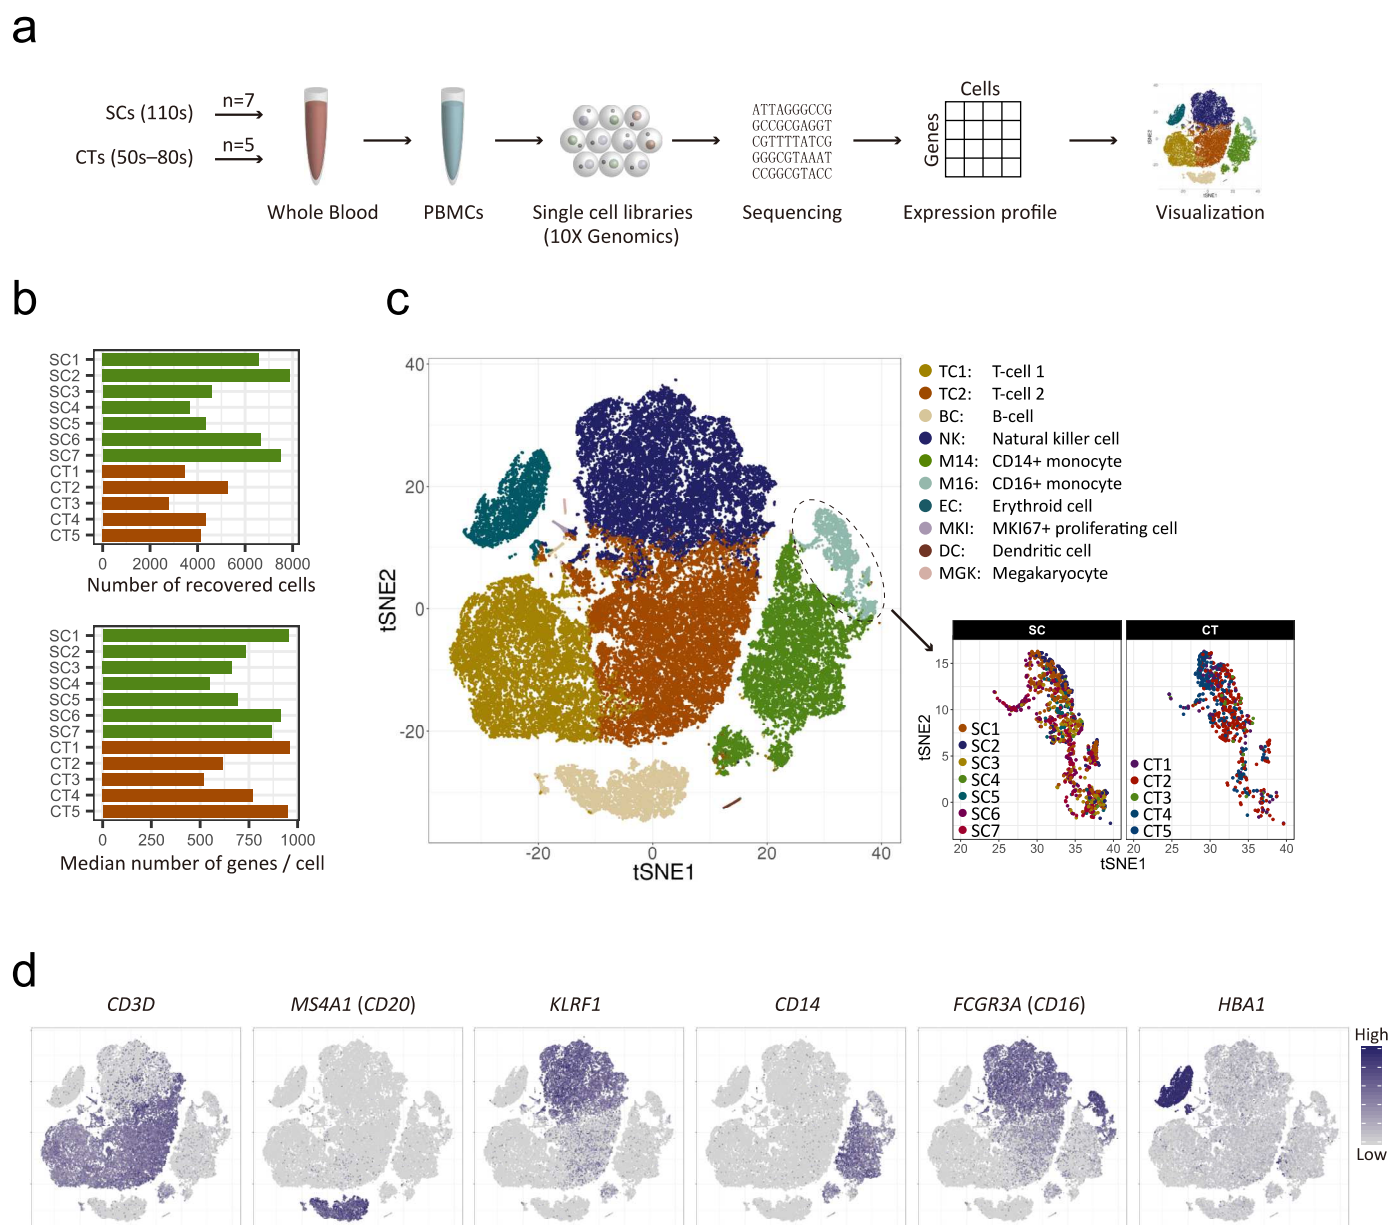 a
SCs (110s)
n=7
CTs (50s–80s)
n=5
Whole Blood
PBMCs
Single cell libraries
(10X Genomics)
ATTAGGGCCG
GCCGCGAGGT
CGTTTTATCG
GGGCGTAAAT
CCGGCGTACC
Sequencing
Cells
Genes
Expression profile
tSNE2
tSNE1
Visualization
b
SC1
SC2
SC3
SC4
SC5
SC6
SC7
CT1
CT2
CT3
CT4
CT5
0 2000 4000 6000 8000
Number of recovered cells
SC1
SC2
SC3
SC4
SC5
SC6
SC7
CT1
CT2
CT3
CT4
CT5
0 250 500 750 1000
Median number of genes / cell
c
40
20
0
-20
tSNE2
-20 0 20 40
tSNE1
TC1: T-cell 1
TC2: T-cell 2
BC: B-cell
NK: Natural killer cell
M14: CD14+ monocyte
M16: CD16+ monocyte
EC: Erythroid cell
MKI: MKI67+ proliferating cell
DC: Dendritic cell
MGK: Megakaryocyte
SC
CT
15
10
5
0
tSNE2
SC1
SC2
SC3
SC4
SC5
SC6
SC7
CT1
CT2
CT3
CT4
CT5
20 25 30 35 40
20 25 30 35 40
tSNE1
d
CD3D
MS4A1 (CD20)
KLRF1
CD14
FCGR3A (CD16)
HBA1
High
Low